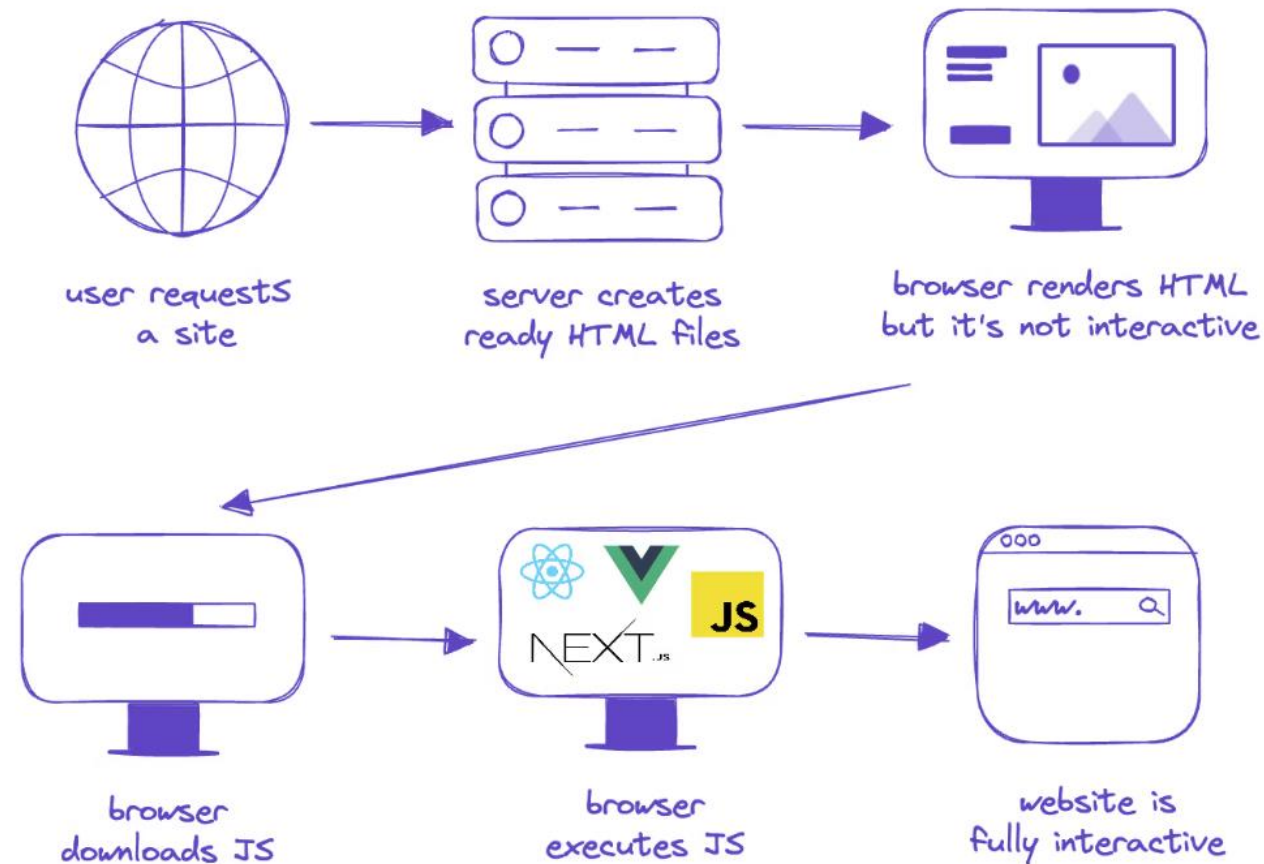 user requests
a site
server creates
ready HTML files
browser renders HTML
but it's not interactive
browser
downloads JS
JS
NEXT.JS
browser
executes JS
www.
website is
fully interactive